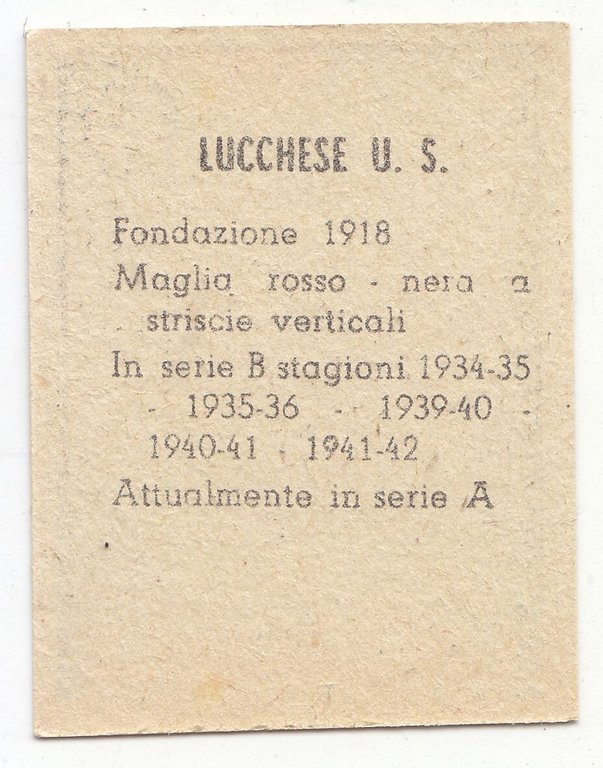 LUCCHESE U. S.
Fondazione 1918
Maglia rosso - nera a
striscie verticali
In serie B stagioni 1934-35
- 1935-36 - 1939-40 -
1940-41 - 1941-42
Attualmente in serie A